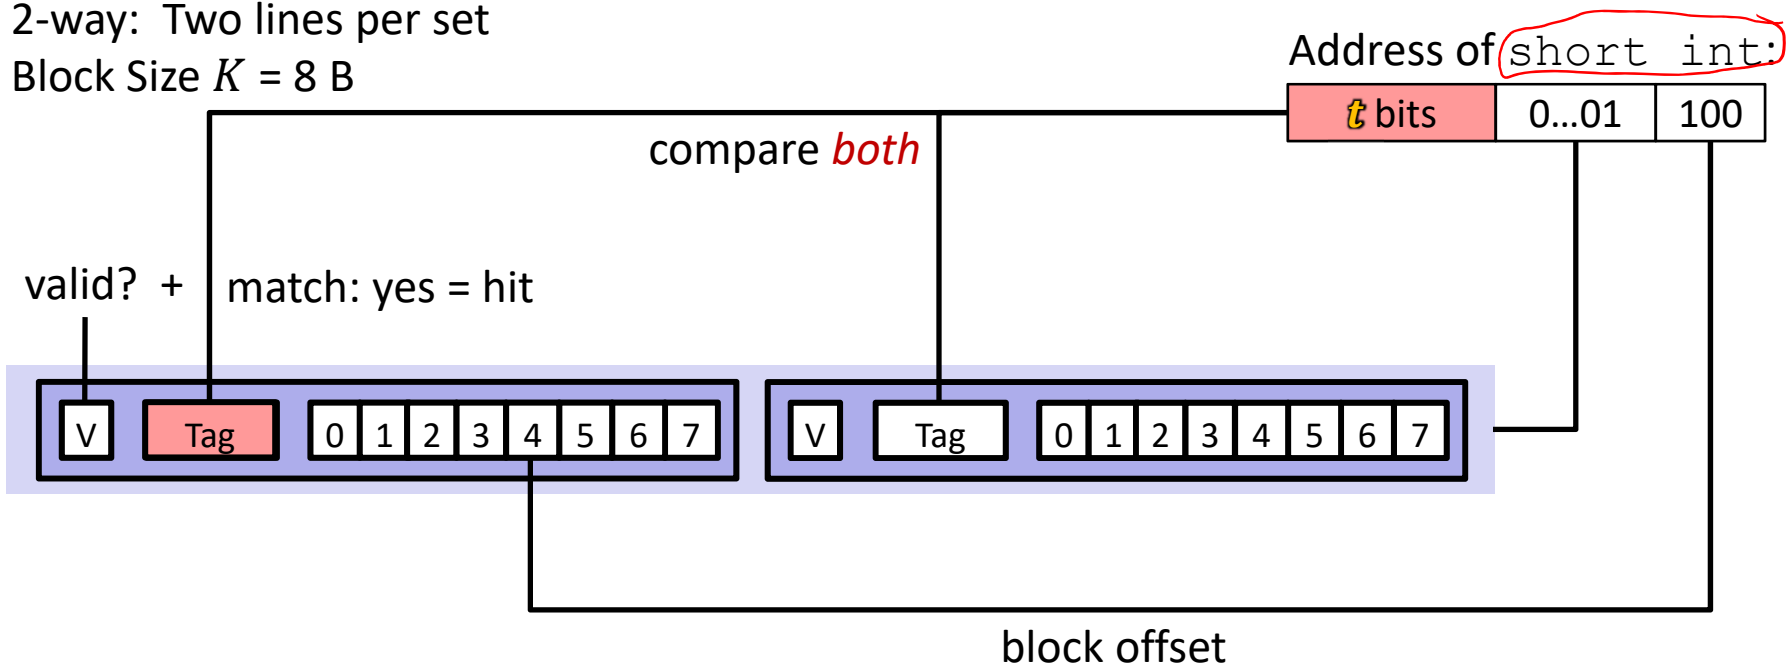 2-way: Two lines per set
Block Size K = 8 B
Address of short int:
t bits 0...01 100
compare both
valid? + match: yes = hit
V Tag 0 1 2 3 4 5 6 7 V Tag 0 1 2 3 4 5 6 7
block offset